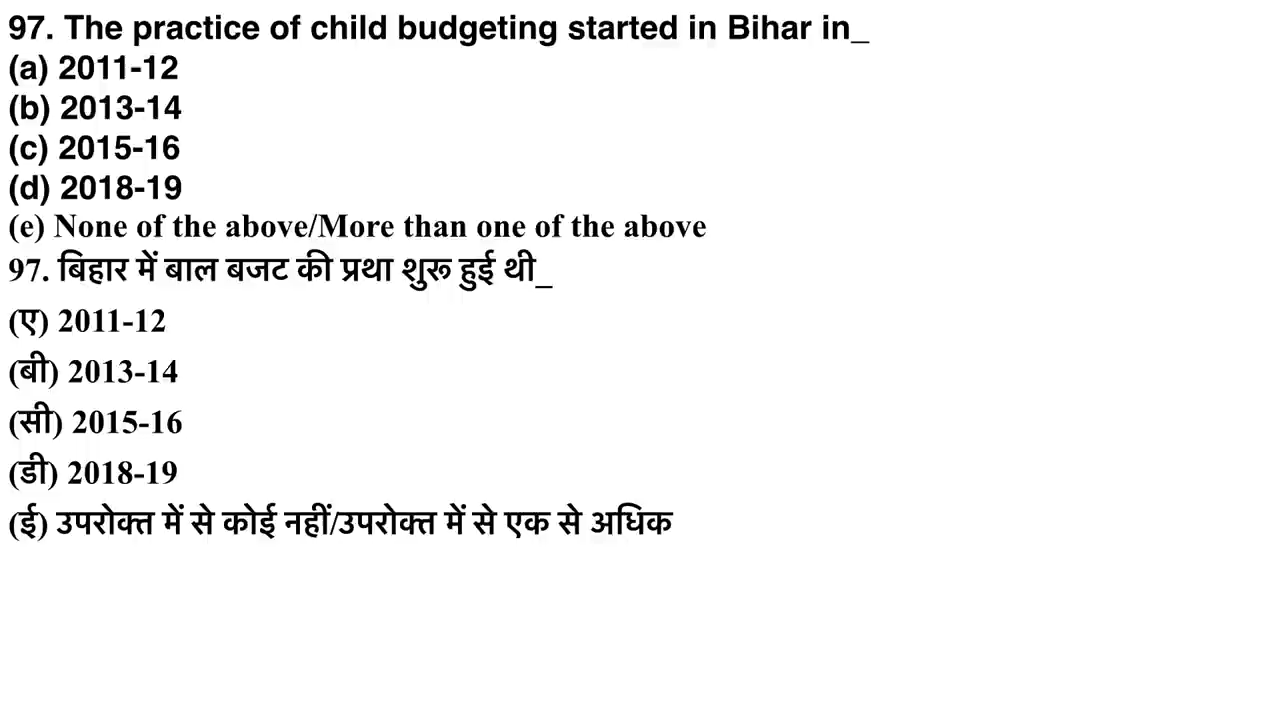 97. The practice of child budgeting started in Bihar in_
(a) 2011-12
(b) 2013-14
(c) 2015-16
(d) 2018-19
(e) None of the above/More than one of the above
97. बिहार में बाल बजट की प्रथा शुरू हुई थी_
(ए) 2011-12
(बी) 2013-14
(सी) 2015-16
(डी) 2018-19
(ई) उपरोक्त में से कोई नहीं/उपरोक्त में से एक से अधिक